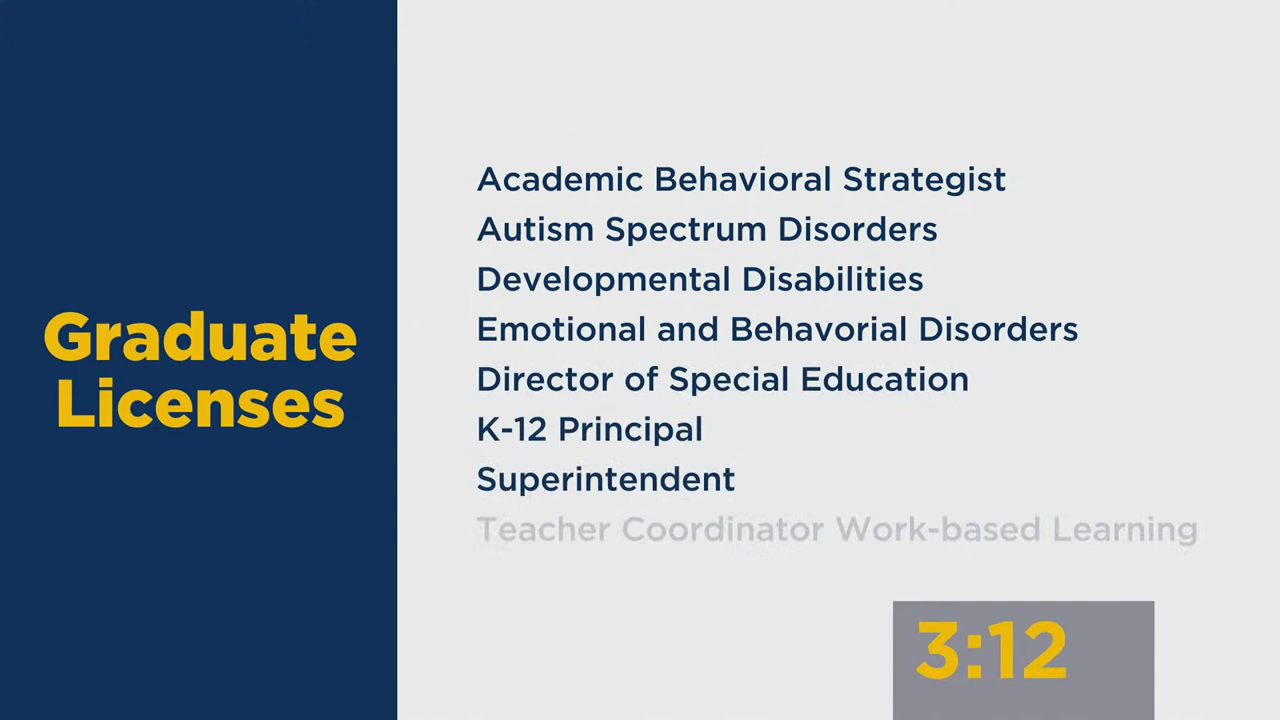 Graduate
Licenses
Academic Behavioral Strategist
Autism Spectrum Disorders
Developmental Disabilities
Emotional and Behavorial Disorders
Director of Special Education
K-12 Principal
Superintendent
Teacher Coordinator Work-based Learning
3:12